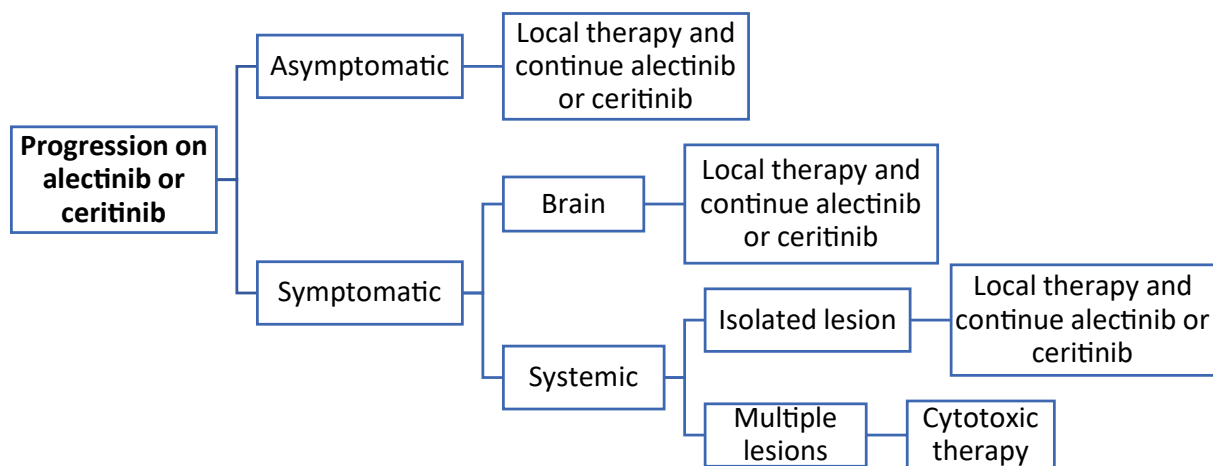 Progression on
alectinib or
ceritinib
Asymptomatic
Local therapy and
continue alectinib
or ceritinib
Symptomatic
Brain
Local therapy and
continue alectinib
or ceritinib
Systemic
Isolated lesion
Local therapy and
continue alectinib or
ceritinib
Multiple
lesions
Cytotoxic
therapy